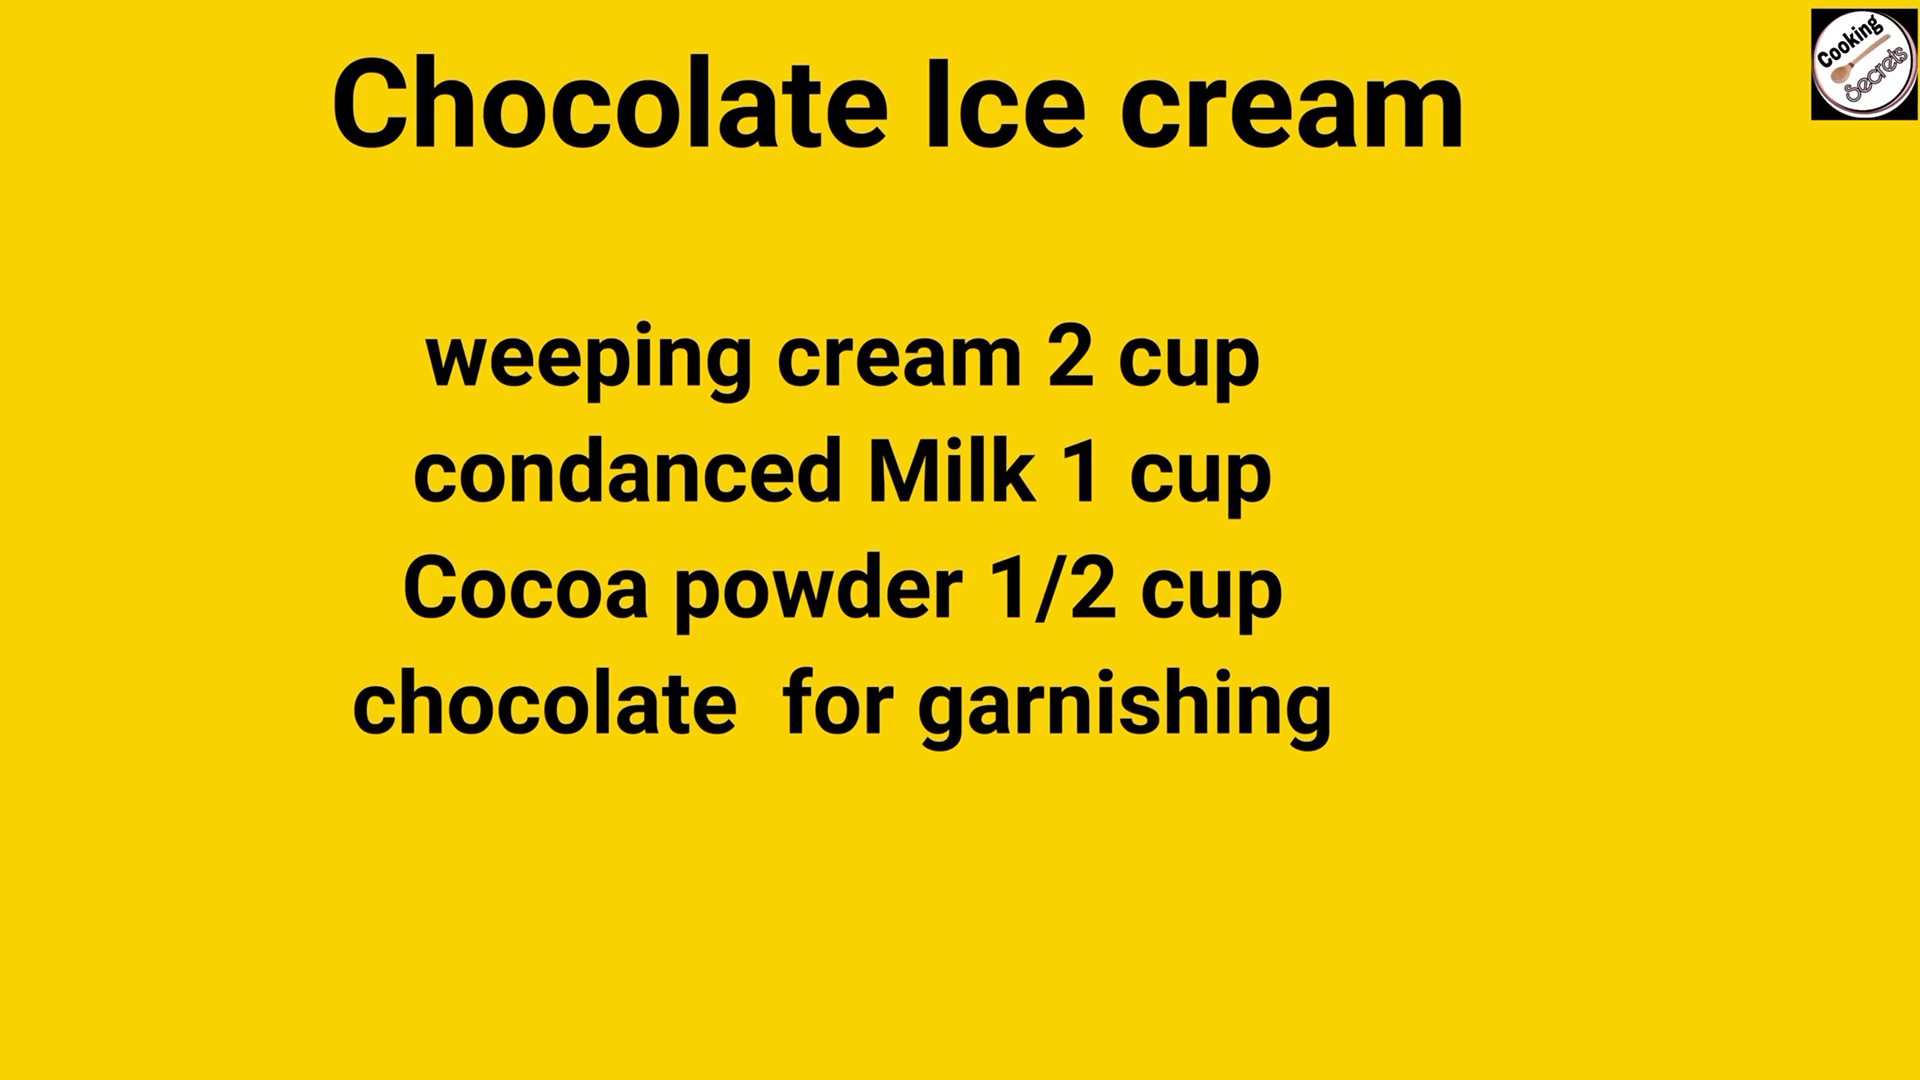 Chocolate Ice cream
Cooking
Secrets
weeping cream 2 cup
condanced Milk 1 cup
Cocoa powder 1/2 cup
chocolate  for garnishing